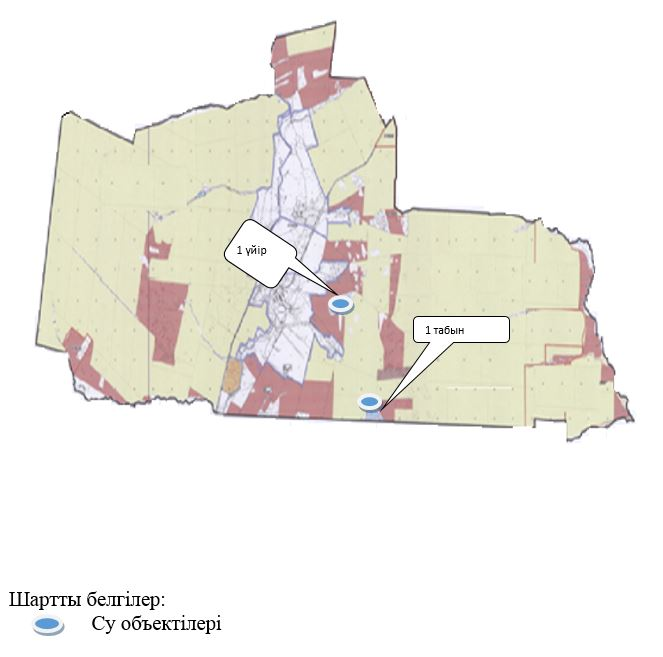 1 үйір
1 табын
Шартты белгілер:
Су объектілері